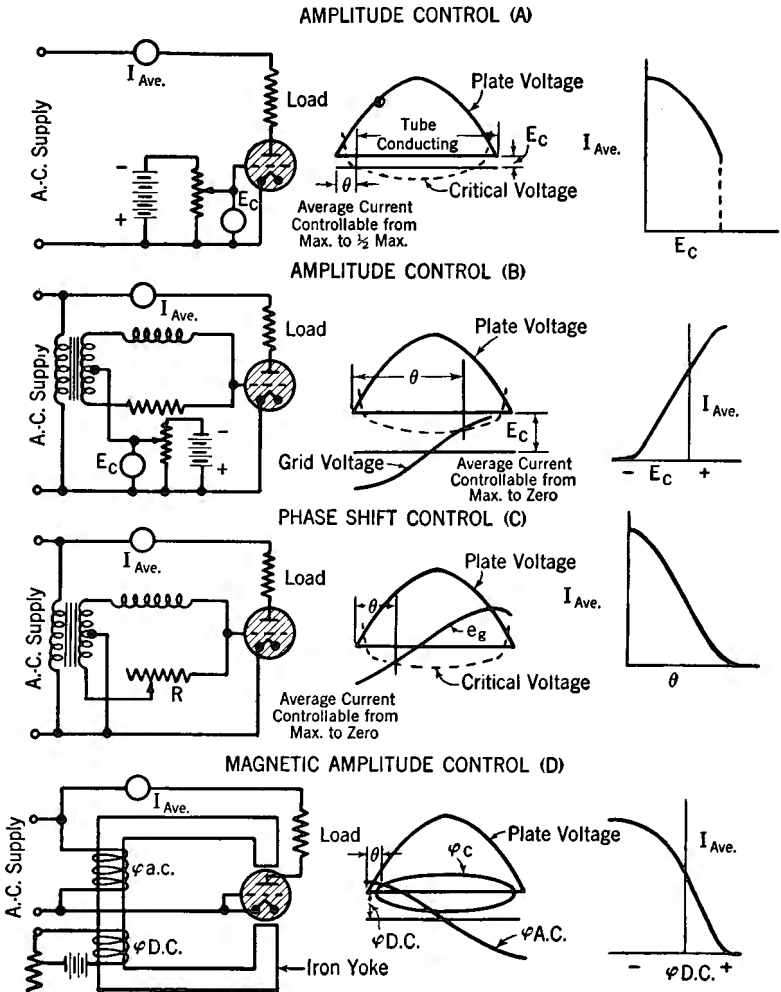 AMPLITUDE CONTROL (A)
I Ave.
Load
A.-C. Supply
-
+
E C
Plate Voltage
Tube
Conducting
E C
θ
Critical Voltage
Average Current
Controllable from
Max. to ½ Max.
I Ave.
E C
AMPLITUDE CONTROL (B)
I Ave.
Load
A.-C. Supply
E C
-
+
Plate Voltage
θ
E C
Grid Voltage
Average Current
Controllable from
Max. to Zero
I Ave.
- E C +
PHASE SHIFT CONTROL (C)
I Ave.
Load
A.-C. Supply
R
Plate Voltage
θ
e g
Critical Voltage
Average Current
Controllable from
Max. to Zero
I Ave.
θ
MAGNETIC AMPLITUDE CONTROL (D)
I Ave.
Load
A.-C. Supply
φ a.c.
φ D.C.
Iron Yoke
Plate Voltage
θ
φ c
φ D.C.
φ A.C.
I Ave.
- φ D.C. +